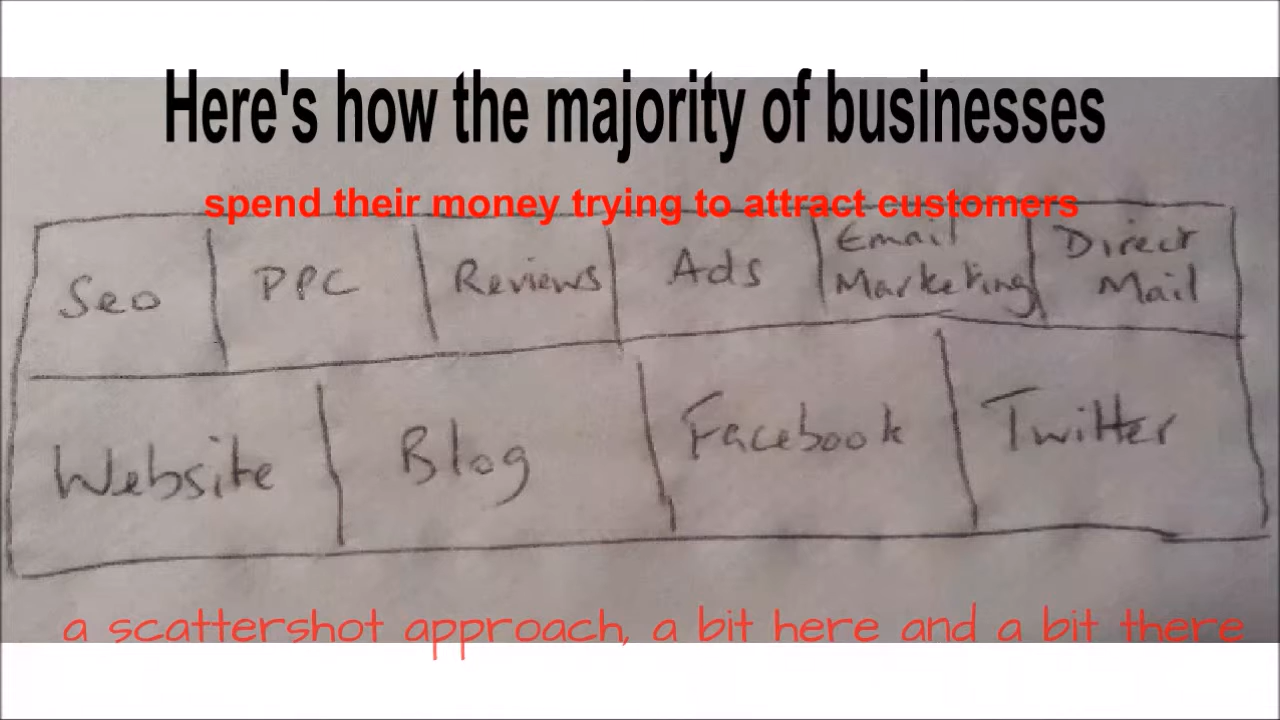 Here's how the majority of businesses
spend their money trying to attract customers
Seo
PPC
Reviews
Ads
Email
Marketing
Direct
Mail
Website
Blog
Facebook
Twitter
a scattershot approach, a bit here and a bit there